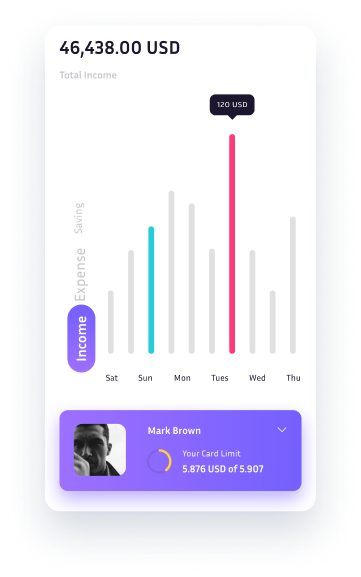 46,438.00 USD
Total Income
120 USD
Saving
Expense
Income
Sat Sun Mon Tues Wed Thu
Mark Brown
Your Card Limit
5.876 USD of 5.907